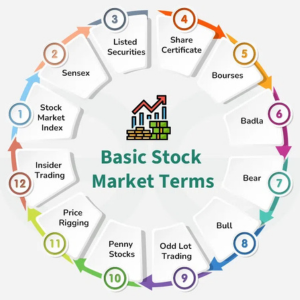 Basic Stock
Market Terms
1
Stock
Market
Index
2
Sensex
3
Listed
Securities
4
Share
Certificate
5
Bourses
6
Badla
7
Bear
8
Bull
9
Odd Lot
Trading
10
Penny
Stocks
11
Price
Rigging
12
Insider
Trading